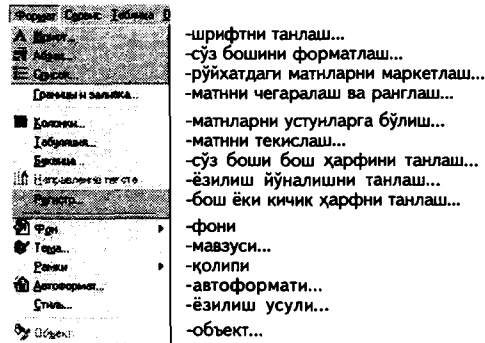 Формат Сервис Таблица
Шрифт... -шрифтни танлаш...
Абзац... -сўз бошини форматлаш...
Список... -рўйхатдаги матнларни маркетлаш...
Границы и заливка... -матнни чегаралаш ва ранглаш...
Колонки... -матнларни устунларга бўлиш...
Табуляция... -матнни текислаш...
Буквица... -сўз боши бош ҳарфини танлаш...
Направление текста -ёзилиш йўналишни танлаш...
Регистр... -бош ёки кичик ҳарфни танлаш...
Фон -фони
Тема... -мавзуси...
Рамки -қолипи
Автоформат... -автоформати...
Стиль... -ёзилиш усули...
Объект... -объект...